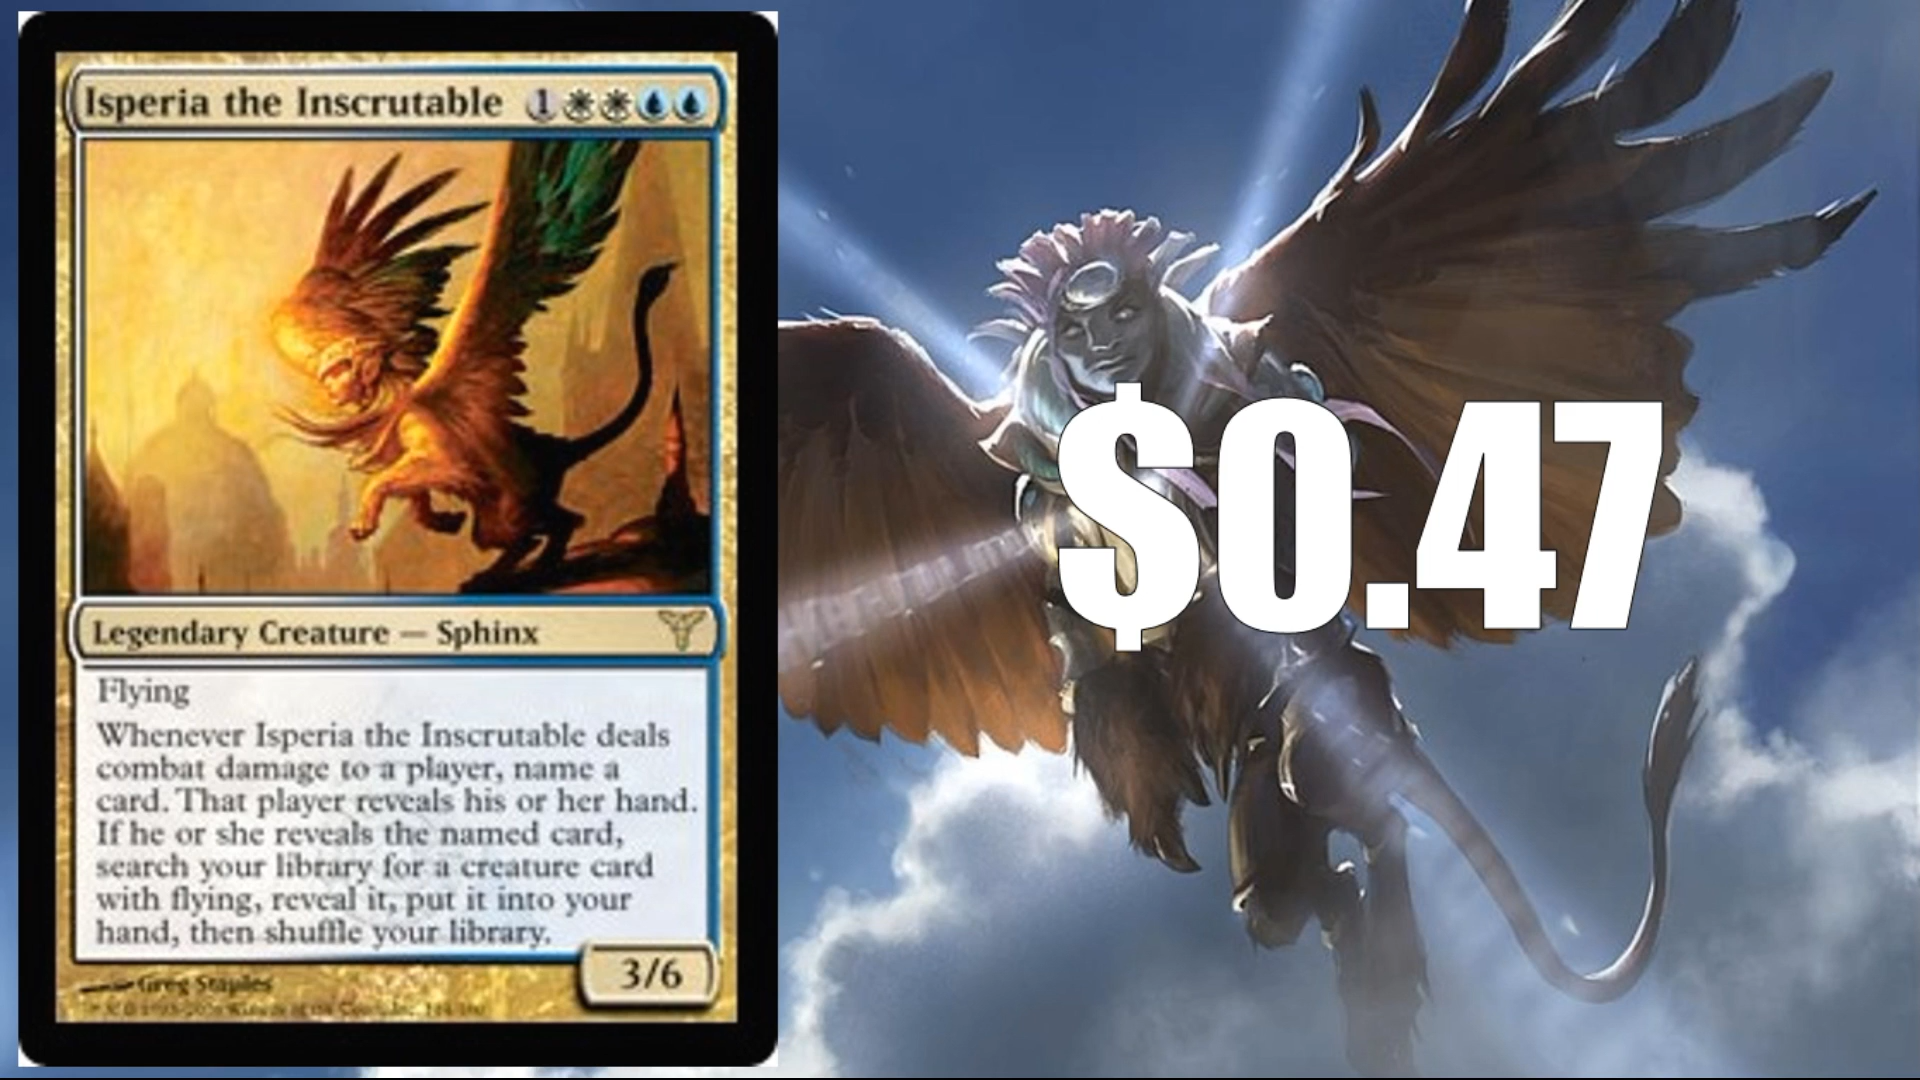 Isperia the Inscrutable 1
Legendary Creature — Sphinx
Flying
Whenever Isperia the Inscrutable deals
combat damage to a player, name a
card. That player reveals his or her hand.
If he or she reveals the named card,
search your library for a creature card
with flying, reveal it, put it into your
hand, then shuffle your library.
3/6
Greg Staples
$0.47